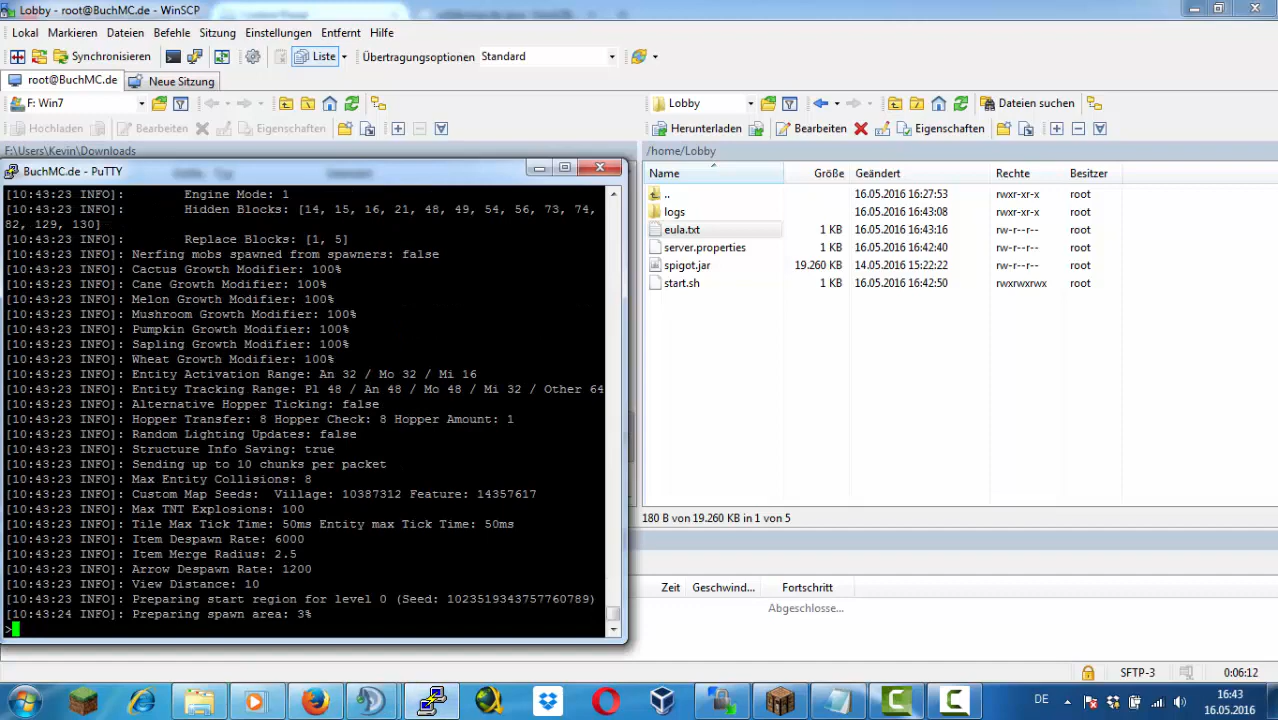 Lobby - root@BuchMC.de - WinSCP
Lokal Markieren Dateien Befehle Sitzung Einstellungen Entfernt Hilfe
Synchronisieren Liste Übertragungsoptionen Standard
root@BuchMC.de Neue Sitzung
F: Win7 Lobby Dateien suchen
Hochladen Bearbeiten Eigenschaften Herunterladen Bearbeiten Eigenschaften
F:\Users\Kevin\Downloads /home/Lobby
BuchMC.de - PuTTY
[10:43:23 INFO]: Engine Mode: 1
[10:43:23 INFO]: Hidden Blocks: [14, 15, 16, 21, 48, 49, 54, 56, 73, 74,
82, 129, 130]
[10:43:23 INFO]: Replace Blocks: [1, 5]
[10:43:23 INFO]: Nerfing mobs spawned from spawners: false
[10:43:23 INFO]: Cactus Growth Modifier: 100%
[10:43:23 INFO]: Cane Growth Modifier: 100%
[10:43:23 INFO]: Melon Growth Modifier: 100%
[10:43:23 INFO]: Mushroom Growth Modifier: 100%
[10:43:23 INFO]: Pumpkin Growth Modifier: 100%
[10:43:23 INFO]: Sapling Growth Modifier: 100%
[10:43:23 INFO]: Wheat Growth Modifier: 100%
[10:43:23 INFO]: Entity Activation Range: An 32 / Mo 32 / Mi 16
[10:43:23 INFO]: Entity Tracking Range: Pl 48 / An 48 / Mo 48 / Mi 32 / Other 64
[10:43:23 INFO]: Alternative Hopper Ticking: false
[10:43:23 INFO]: Hopper Transfer: 8 Hopper Check: 8 Hopper Amount: 1
[10:43:23 INFO]: Random Lighting Updates: false
[10:43:23 INFO]: Structure Info Saving: true
[10:43:23 INFO]: Sending up to 10 chunks per packet
[10:43:23 INFO]: Max Entity Collisions: 8
[10:43:23 INFO]: Custom Map Seeds:  Village: 10387312 Feature: 14357617
[10:43:23 INFO]: Max TNT Explosions: 100
[10:43:23 INFO]: Tile Max Tick Time: 50ms Entity max Tick Time: 50ms
[10:43:23 INFO]: Item Despawn Rate: 6000
[10:43:23 INFO]: Item Merge Radius: 2.5
[10:43:23 INFO]: Arrow Despawn Rate: 1200
[10:43:23 INFO]: View Distance: 10
[10:43:23 INFO]: Preparing start region for level 0 (Seed: 1023519343757760789)
[10:43:24 INFO]: Preparing spawn area: 3%
>
Name Größe Geändert Rechte Besitzer
.. 16.05.2016 16:27:53 rwxr-xr-x root
logs 16.05.2016 16:43:08 rwxr-xr-x root
eula.txt 1 KB 16.05.2016 16:43:16 rw-r--r-- root
server.properties 1 KB 16.05.2016 16:42:40 rw-r--r-- root
spigot.jar 19.260 KB 14.05.2016 15:22:22 rw-r--r-- root
start.sh 1 KB 16.05.2016 16:42:50 rwxrwxrwx root
180 B von 19.260 KB in 1 von 5
Zeit Geschwind... Fortschritt
Abgeschlosse...
SFTP-3 0:06:12
DE 16:43
16.05.2016